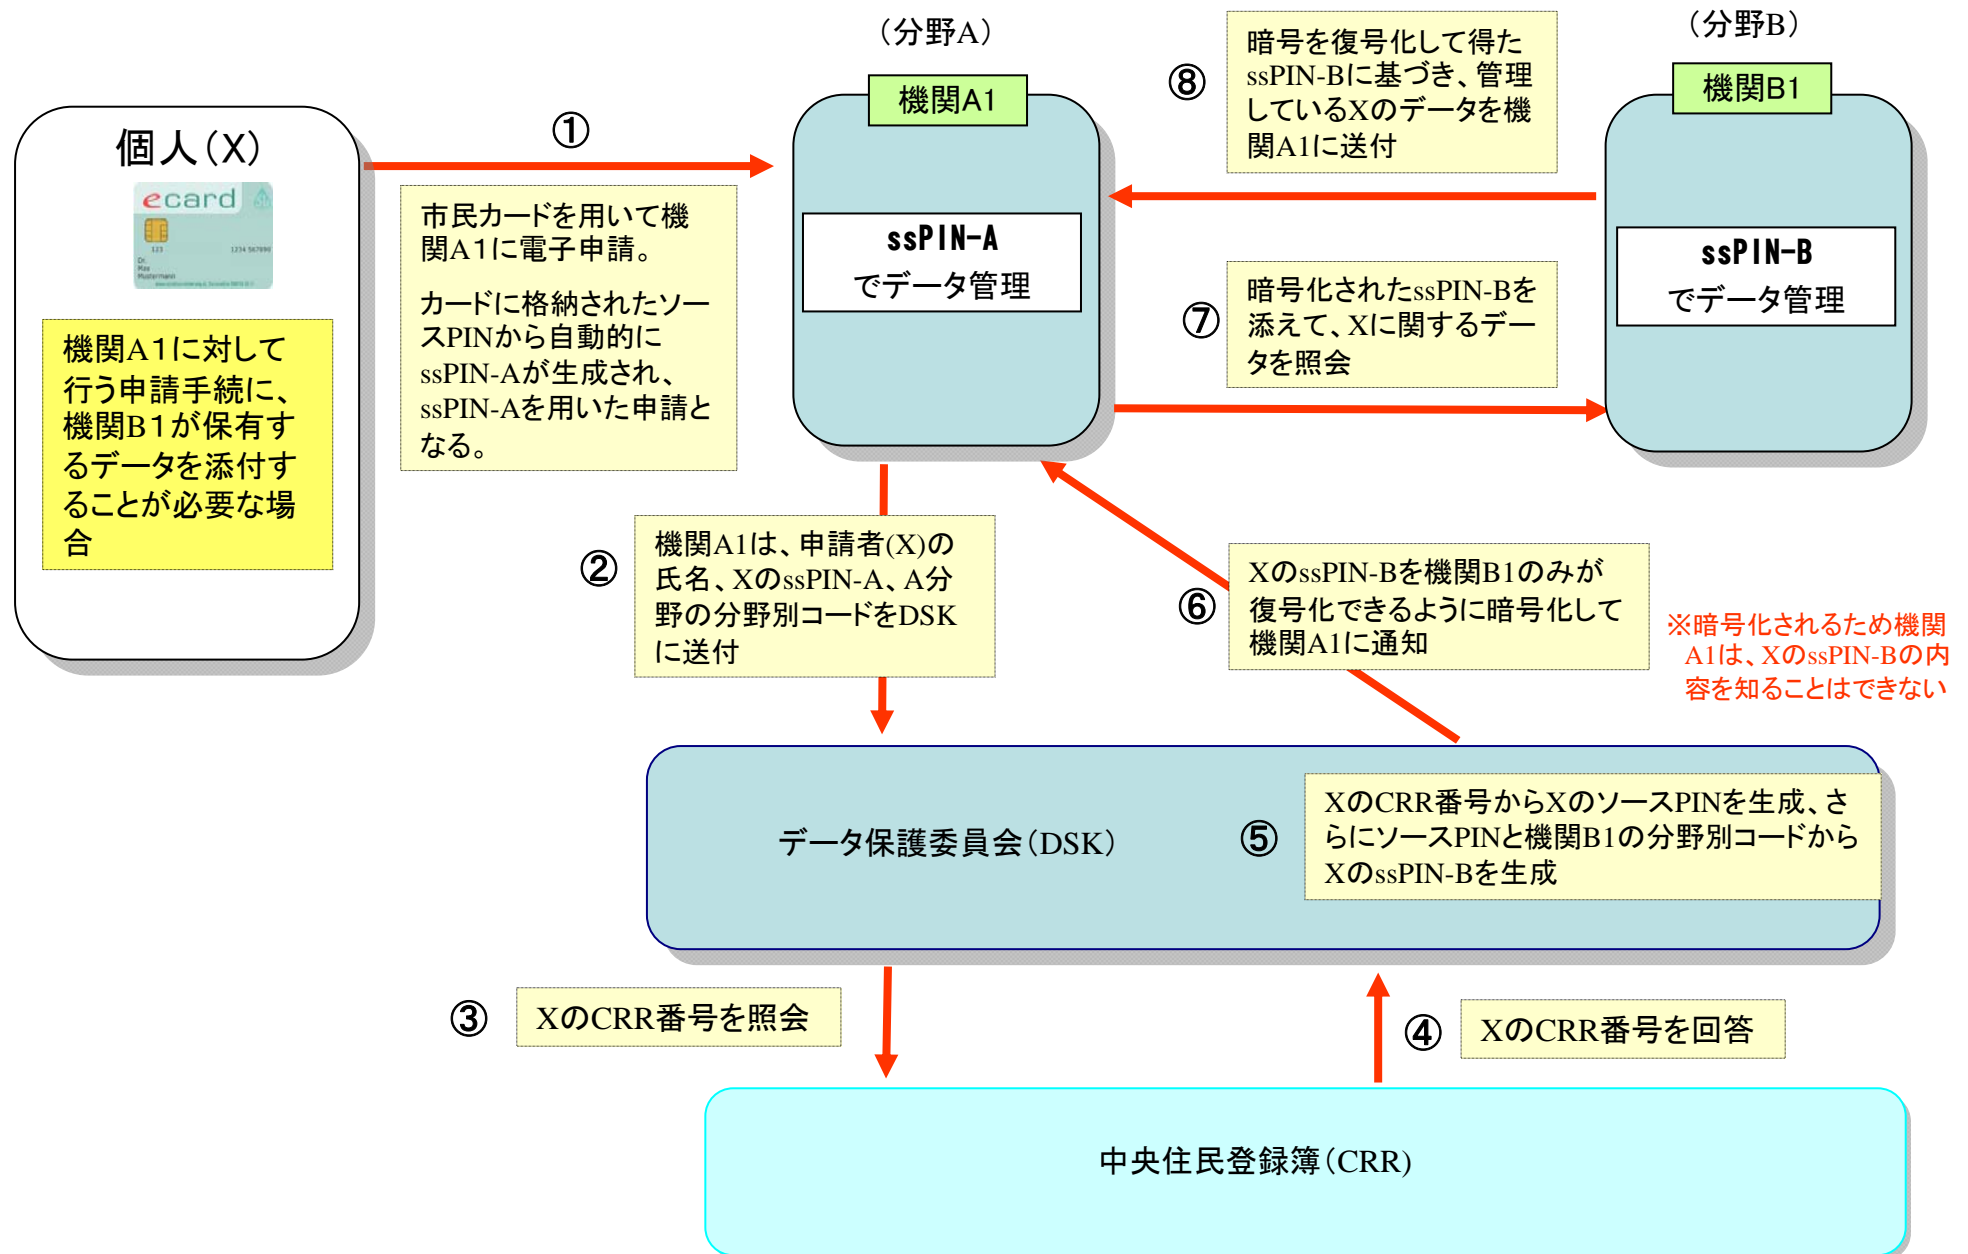 (分野A)
(分野B)
機関A1
機関B1
個人(X)
ecard
123
1234 567890
Dr.
Max
Mustermann
機関A1に対して
行う申請手続に、
機関B1が保有す
るデータを添付す
ることが必要な場
合
①
市民カードを用いて機
関A1に電子申請。
カードに格納されたソー
スPINから自動的に
ssPIN-Aが生成され、
ssPIN-Aを用いた申請と
なる。
ssPIN-A
でデータ管理
⑧
暗号を復号化して得た
ssPIN-Bに基づき、管理
しているXのデータを機
関A1に送付
ssPIN-B
でデータ管理
⑦
暗号化されたssPIN-Bを
添えて、Xに関するデー
タを照会
②
機関A1は、申請者(X)の
氏名、XのssPIN-A、A分
野の分野別コードをDSK
に送付
⑥
XのssPIN-Bを機関B1のみが
復号化できるように暗号化して
機関A1に通知
※暗号化されるため機関
A1は、XのssPIN-Bの内
容を知ることはできない
データ保護委員会(DSK)
⑤
XのCRR番号からXのソースPINを生成、さ
らにソースPINと機関B1の分野別コードから
XのssPIN-Bを生成
③
XのCRR番号を照会
④
XのCRR番号を回答
中央住民登録簿(CRR)